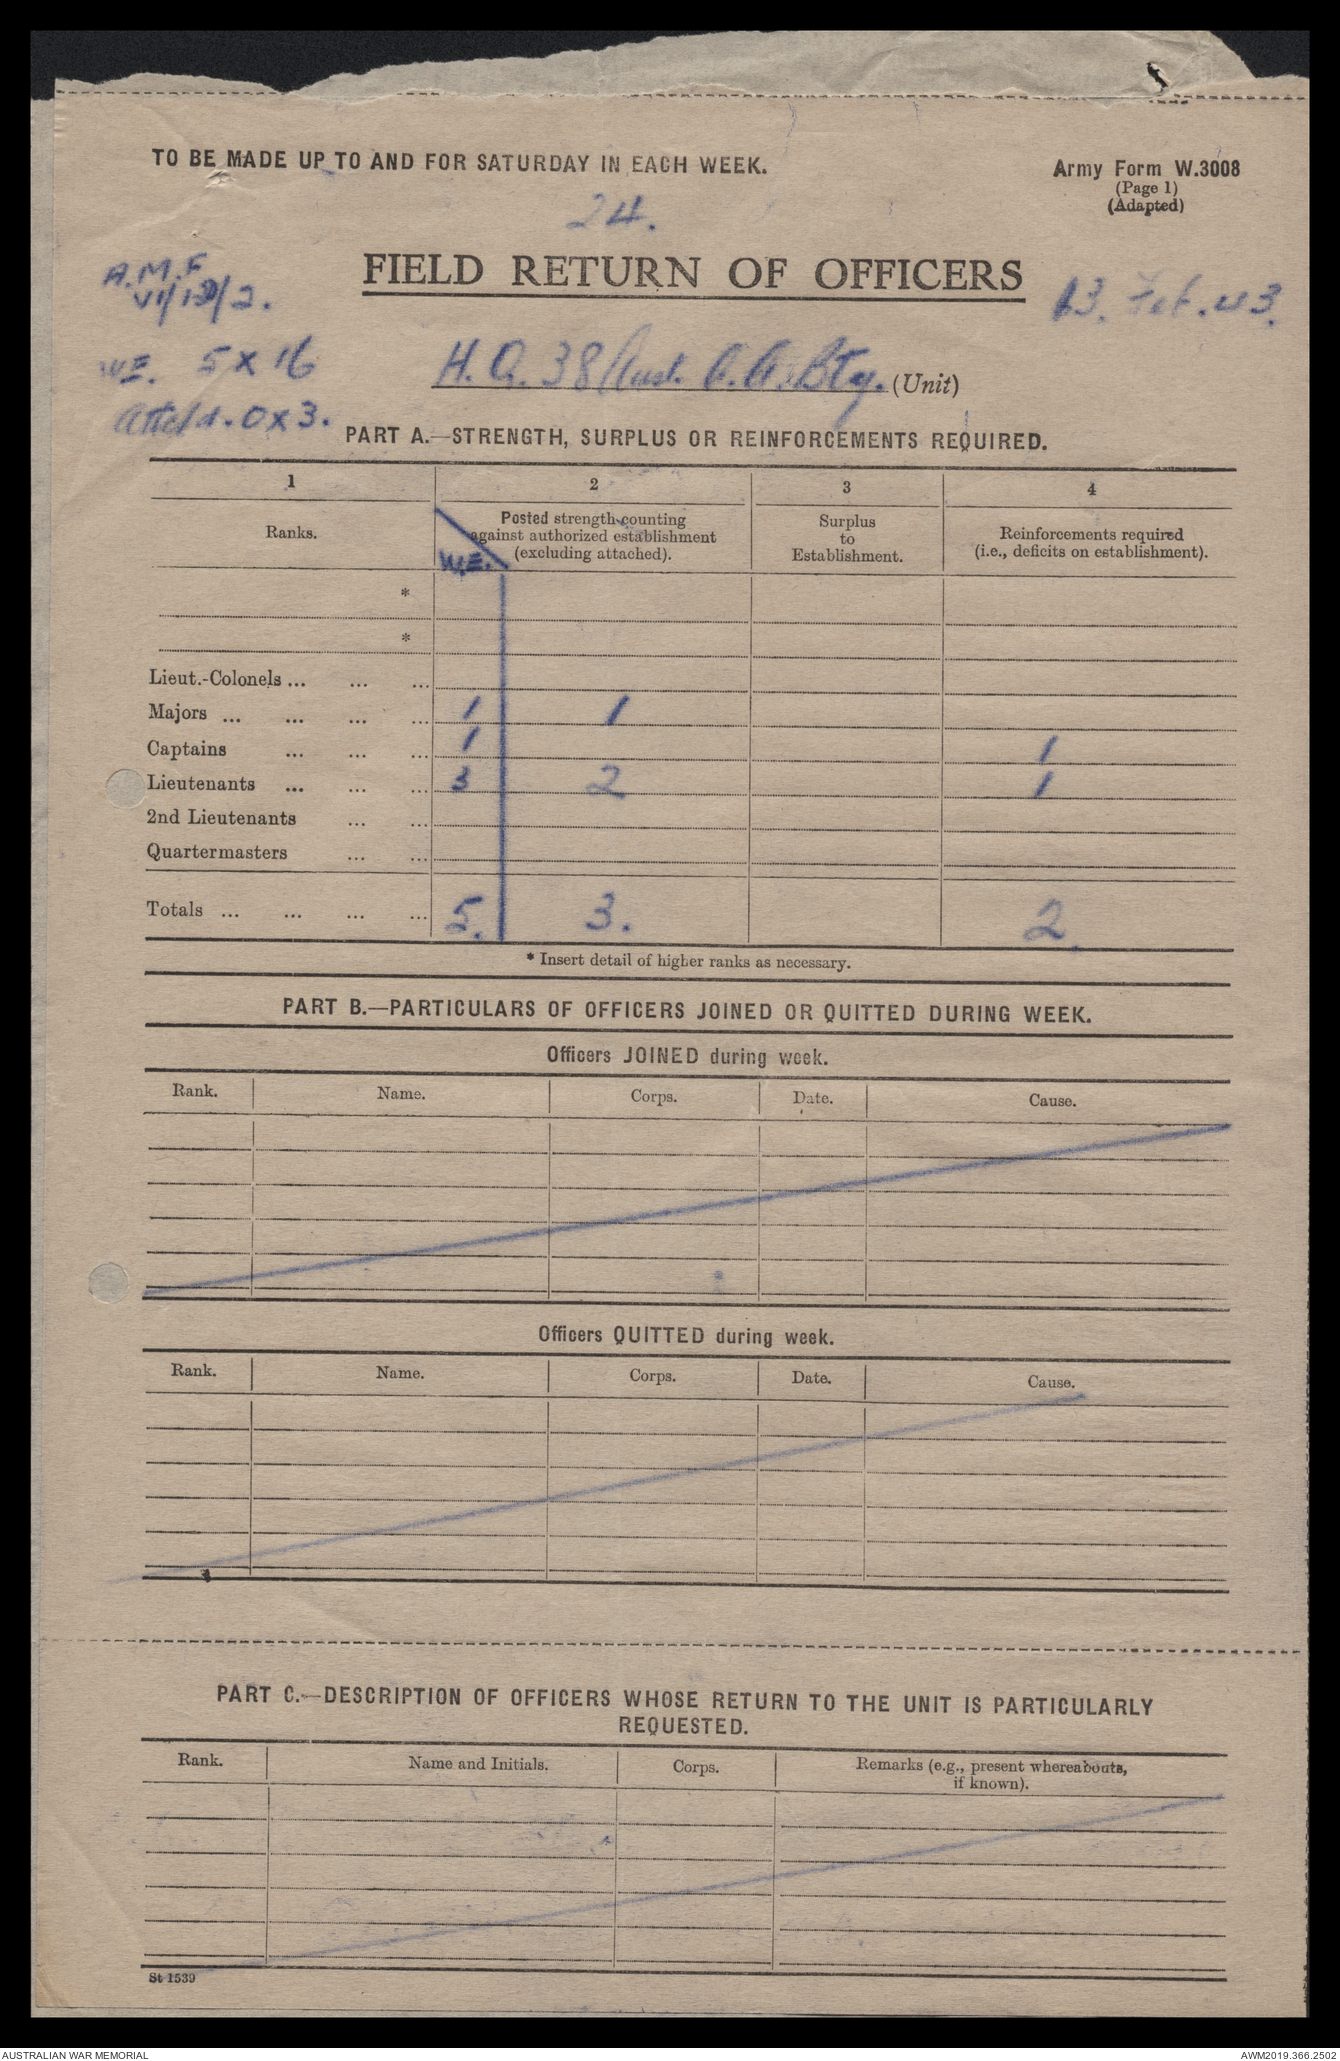 TO BE MADE UP TO AND FOR SATURDAY IN EACH WEEK.
Army Form W.3008
(Page 1)
(Adapted)
24.
A.M.F
VI/13/2.
FIELD RETURN OF OFFICERS
13. Feb. 43.
W.E. 5 x 16
H.Q. 38 Aust. A.A. Bty. (Unit)
Attchd. 0 x 3.
PART A.—STRENGTH, SURPLUS OR REINFORCEMENTS REQUIRED.
1 2 3 4
Ranks. W.E. Posted strength counting against authorized establishment (excluding attached). Surplus to Establishment. Reinforcements required (i.e., deficits on establishment).
*
*
Lieut.-Colonels ... ... ...
Majors ... ... ... ... 1 1
Captains ... ... ... 1 1
Lieutenants ... ... ... 3 2 1
2nd Lieutenants ... ...
Quartermasters ... ...
Totals ... ... ... ... 5. 3. 2.
* Insert detail of higher ranks as necessary.
PART B.—PARTICULARS OF OFFICERS JOINED OR QUITTED DURING WEEK.
Officers JOINED during week.
Rank. Name. Corps. Date. Cause.
Officers QUITTED during week.
Rank. Name. Corps. Date. Cause.
PART C.—DESCRIPTION OF OFFICERS WHOSE RETURN TO THE UNIT IS PARTICULARLY
REQUESTED.
Rank. Name and Initials. Corps. Remarks (e.g., present whereabouts, if known).
St 1539
AUSTRALIAN WAR MEMORIAL
AWM2019.366.2502